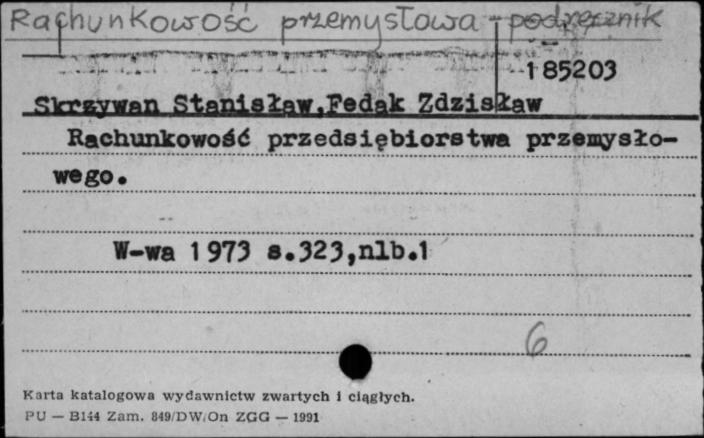 Rachunkowość przemysłowa - podręcznik
185203
Skrzywan Stanisław,Fedak Zdzisław
Rachunkowość przedsiębiorstwa przemysło-
wego.
W-wa 1973 s.323,nlb.1
6
Karta katalogowa wydawnictw zwartych i ciągłych.
PU — B144 Zam. 849/DW/On ZGG — 1991